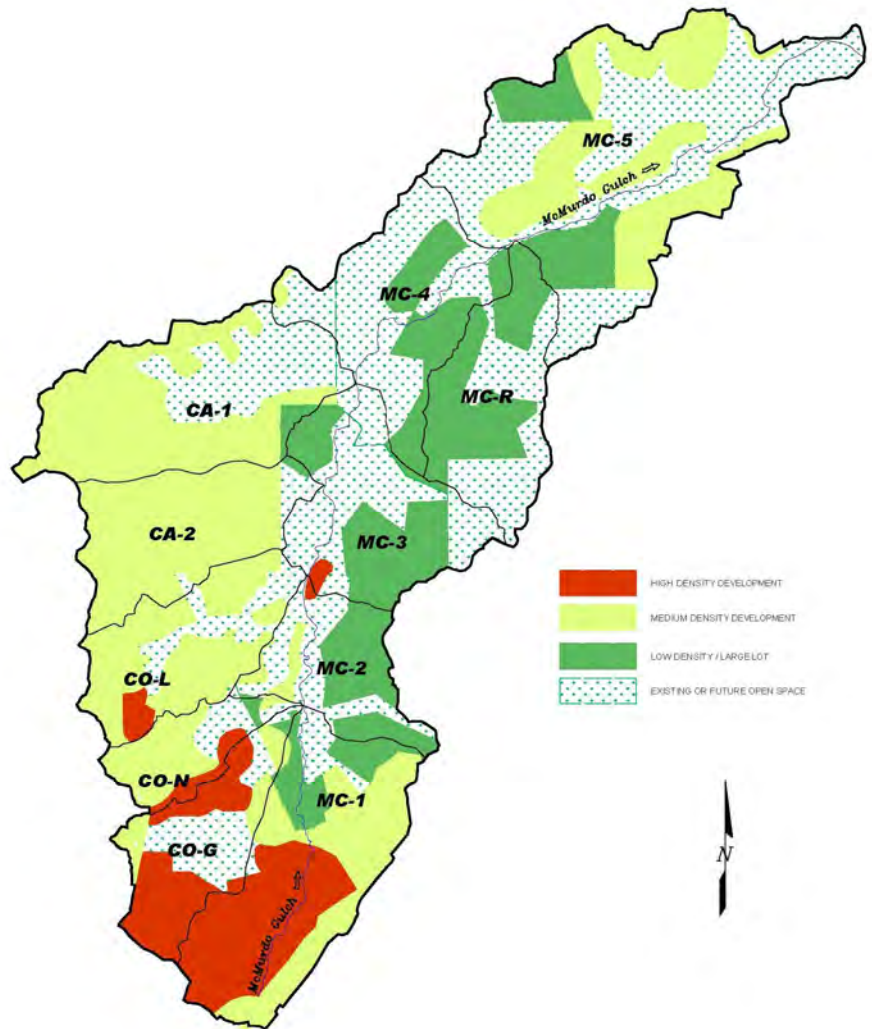 MC-5
McMurdo Gulch ⇨
MC-4
MC-R
CA-1
CA-2
MC-3
HIGH DENSITY DEVELOPMENT
MEDIUM DENSITY DEVELOPMENT
LOW DENSITY / LARGE LOT
EXISTING OR FUTURE OPEN SPACE
MC-2
CO-L
CO-N
MC-1
CO-G
McMurdo Gulch ⇨
N